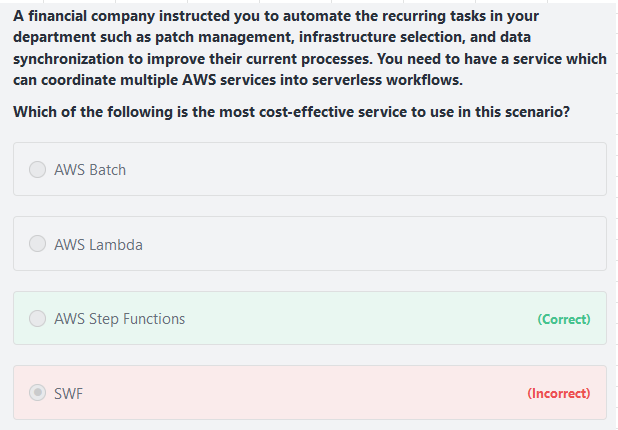 A financial company instructed you to automate the recurring tasks in your
department such as patch management, infrastructure selection, and data
synchronization to improve their current processes. You need to have a service which
can coordinate multiple AWS services into serverless workflows.
Which of the following is the most cost-effective service to use in this scenario?
AWS Batch
AWS Lambda
AWS Step Functions (Correct)
SWF (Incorrect)